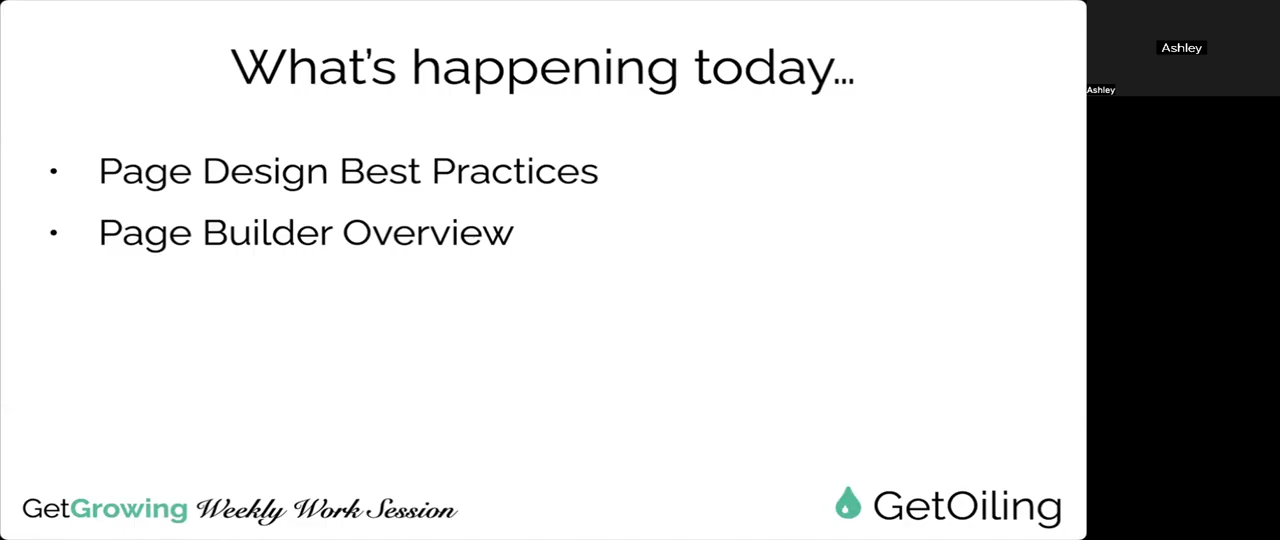 What's happening today...
• Page Design Best Practices
• Page Builder Overview
GetGrowing Weekly Work Session
GetOiling
Ashley
Ashley